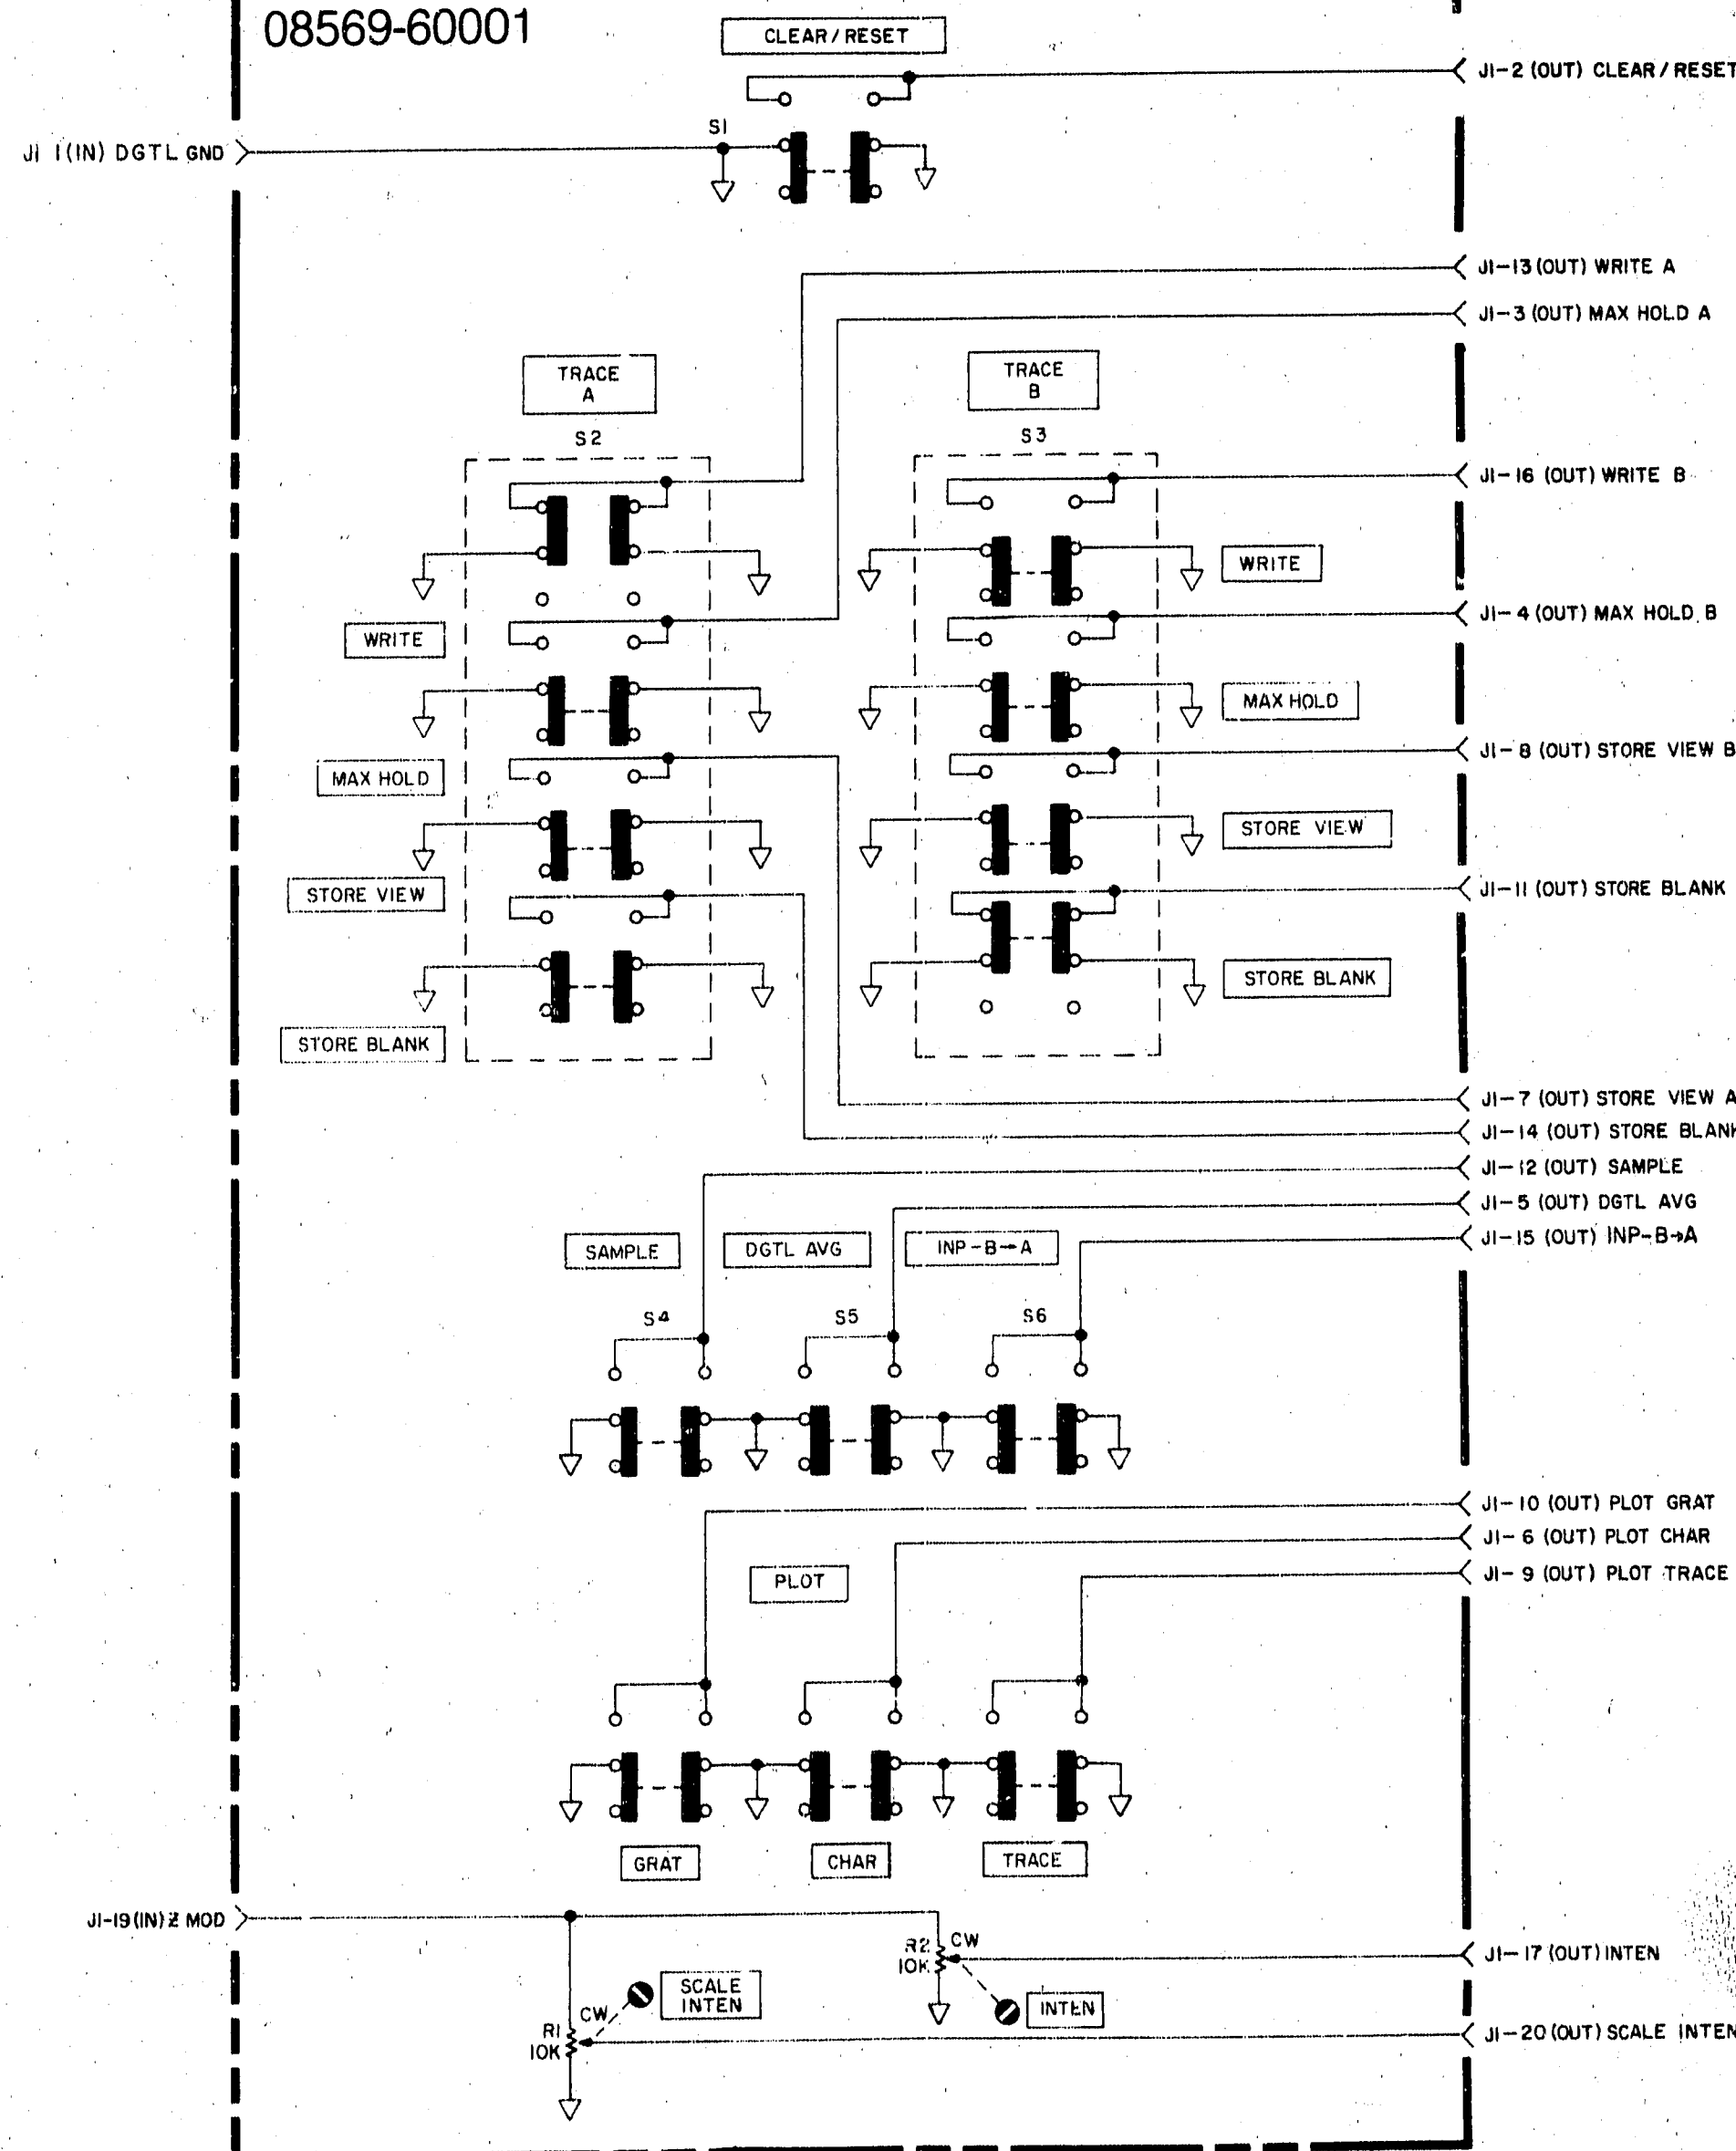 08569-60001
CLEAR/RESET
J1-2 (OUT) CLEAR/RESET
S1
J1 1(IN) DGTL GND
J1-13 (OUT) WRITE A
J1-3 (OUT) MAX HOLD A
TRACE
A
TRACE
B
S2
S3
J1-16 (OUT) WRITE B
WRITE
J1-4 (OUT) MAX HOLD B
WRITE
MAX HOLD
J1-8 (OUT) STORE VIEW B
MAX HOLD
STORE VIEW
STORE VIEW
J1-11 (OUT) STORE BLANK
STORE BLANK
STORE BLANK
J1-7 (OUT) STORE VIEW A
J1-14 (OUT) STORE BLANK
J1-12 (OUT) SAMPLE
J1-5 (OUT) DGTL AVG
J1-15 (OUT) INP-B→A
SAMPLE
DGTL AVG
INP-B→A
S4
S5
S6
J1-10 (OUT) PLOT GRAT
J1-6 (OUT) PLOT CHAR
J1-9 (OUT) PLOT TRACE
PLOT
GRAT
CHAR
TRACE
J1-19(IN) Z MOD
R2
10K
CW
J1-17 (OUT) INTEN
SCALE
INTEN
INTEN
CW
R1
10K
J1-20 (OUT) SCALE INTEN